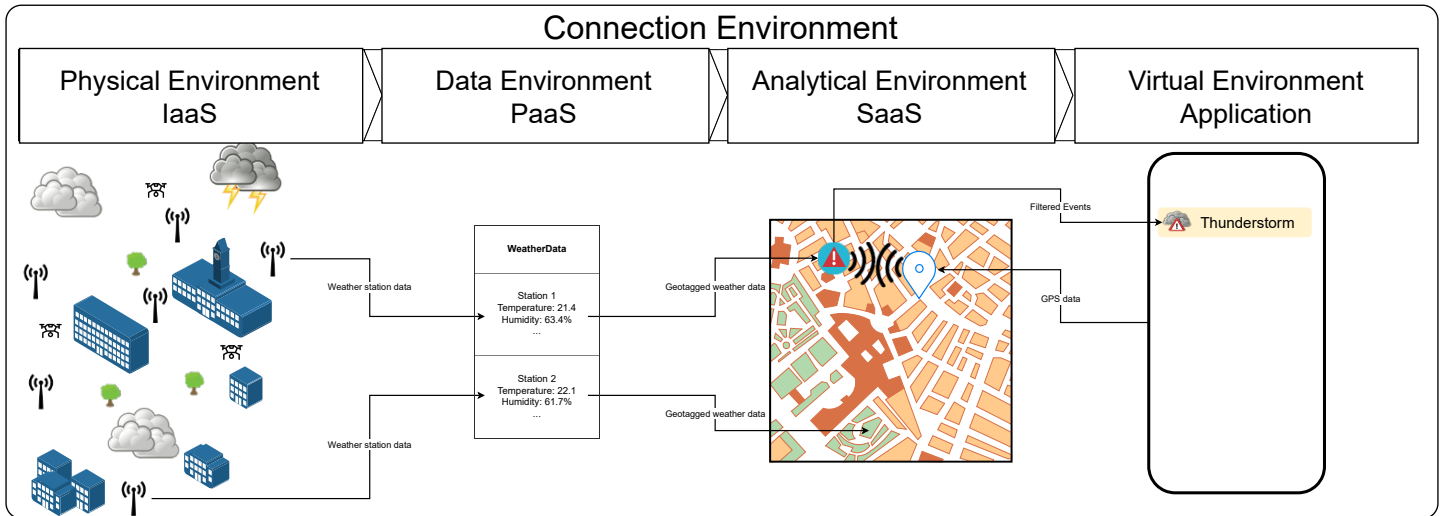 Connection Environment
Physical Environment
IaaS
Data Environment
PaaS
Analytical Environment
SaaS
Virtual Environment
Application
Weather station data
Weather station data
WeatherData
Station 1
Temperature: 21.4
Humidity: 63.4%
...
Station 2
Temperature: 22.1
Humidity: 61.7%
...
Geotagged weather data
Geotagged weather data
Filtered Events
GPS data
Thunderstorm